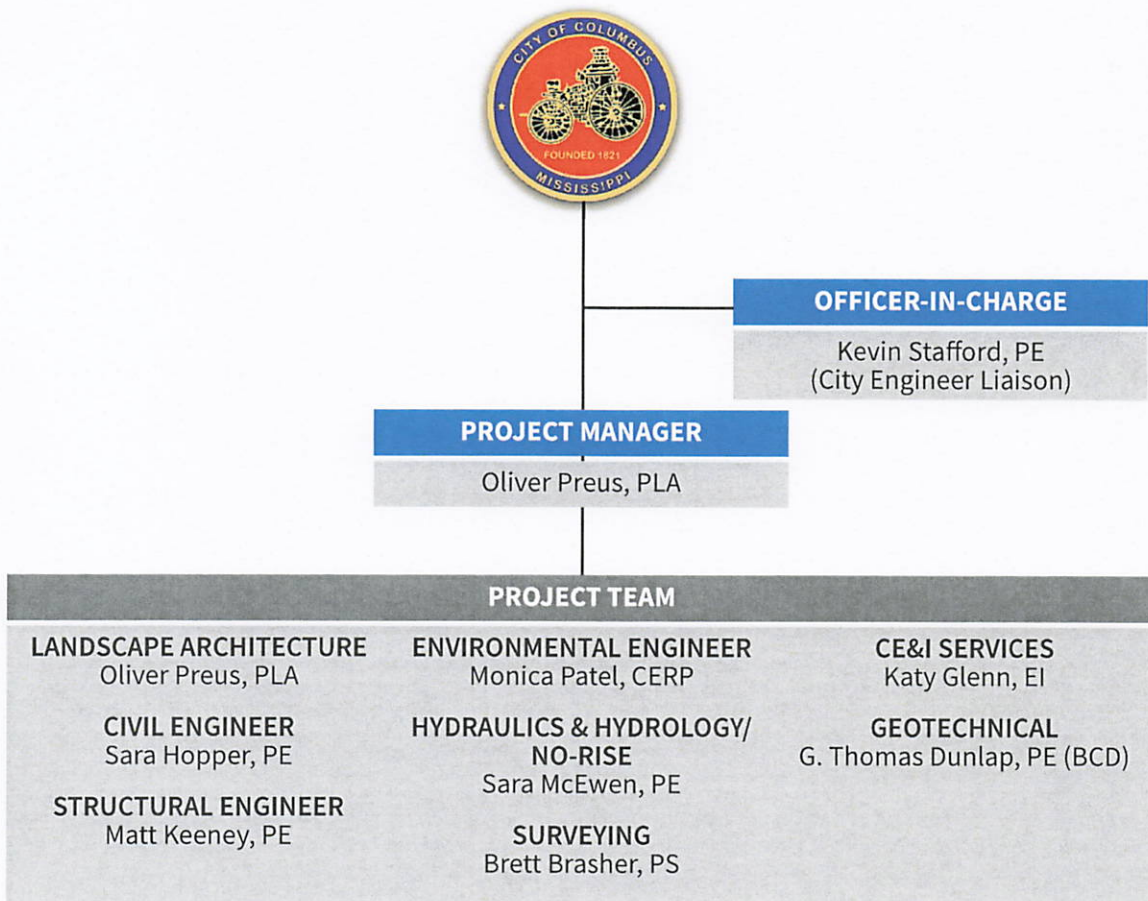 CITY OF COLUMBUS
FOUNDED 1821
MISSISSIPPI
OFFICER-IN-CHARGE
Kevin Stafford, PE
(City Engineer Liaison)
PROJECT MANAGER
Oliver Preus, PLA
PROJECT TEAM
LANDSCAPE ARCHITECTURE
Oliver Preus, PLA
CIVIL ENGINEER
Sara Hopper, PE
STRUCTURAL ENGINEER
Matt Keeney, PE
ENVIRONMENTAL ENGINEER
Monica Patel, CERP
HYDRAULICS & HYDROLOGY/
NO-RISE
Sara McEwen, PE
SURVEYING
Brett Brasher, PS
CE&I SERVICES
Katy Glenn, EI
GEOTECHNICAL
G. Thomas Dunlap, PE (BCD)